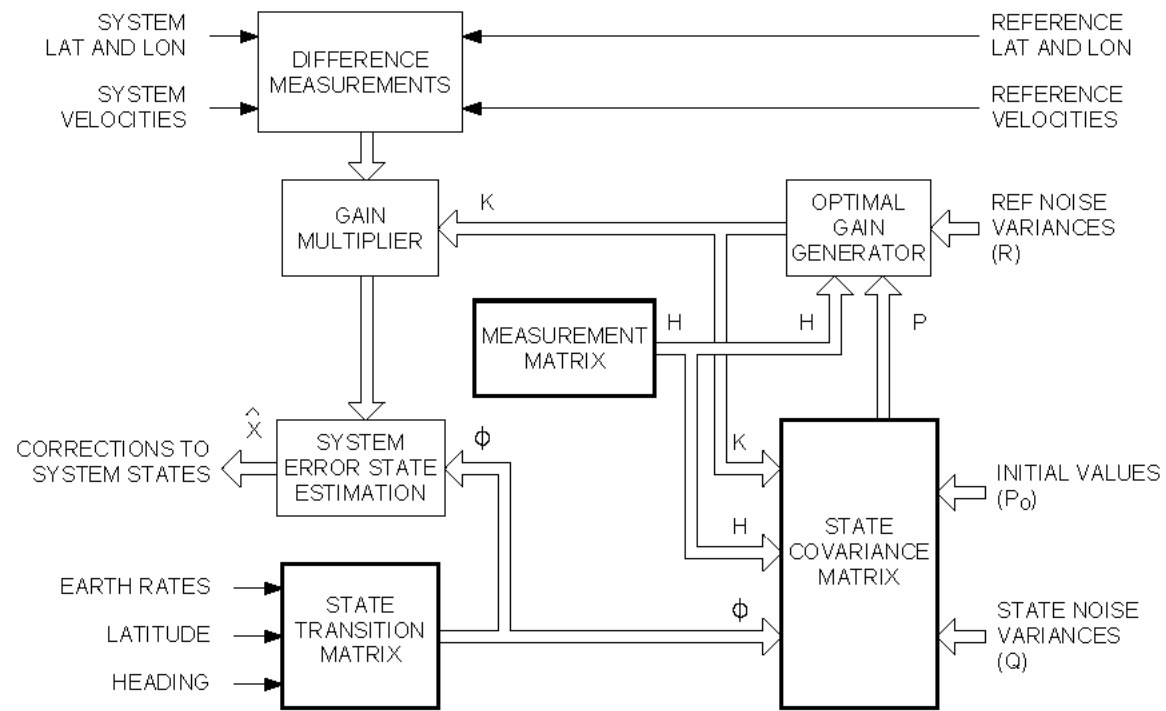 SYSTEM
LAT AND LON
DIFFERENCE
MEASUREMENTS
REFERENCE
LAT AND LON
SYSTEM
VELOCITIES
REFERENCE
VELOCITIES
GAIN
MULTIPLIER
K
OPTIMAL
GAIN
GENERATOR
REF NOISE
VARIANCES
(R)
MEASUREMENT
MATRIX
H
H
P
X̂
CORRECTIONS TO
SYSTEM STATES
SYSTEM
ERROR STATE
ESTIMATION
ϕ
K
H
STATE
COVARIANCE
MATRIX
INITIAL VALUES
(P₀)
EARTH RATES
LATITUDE
HEADING
STATE
TRANSITION
MATRIX
ϕ
STATE NOISE
VARIANCES
(Q)